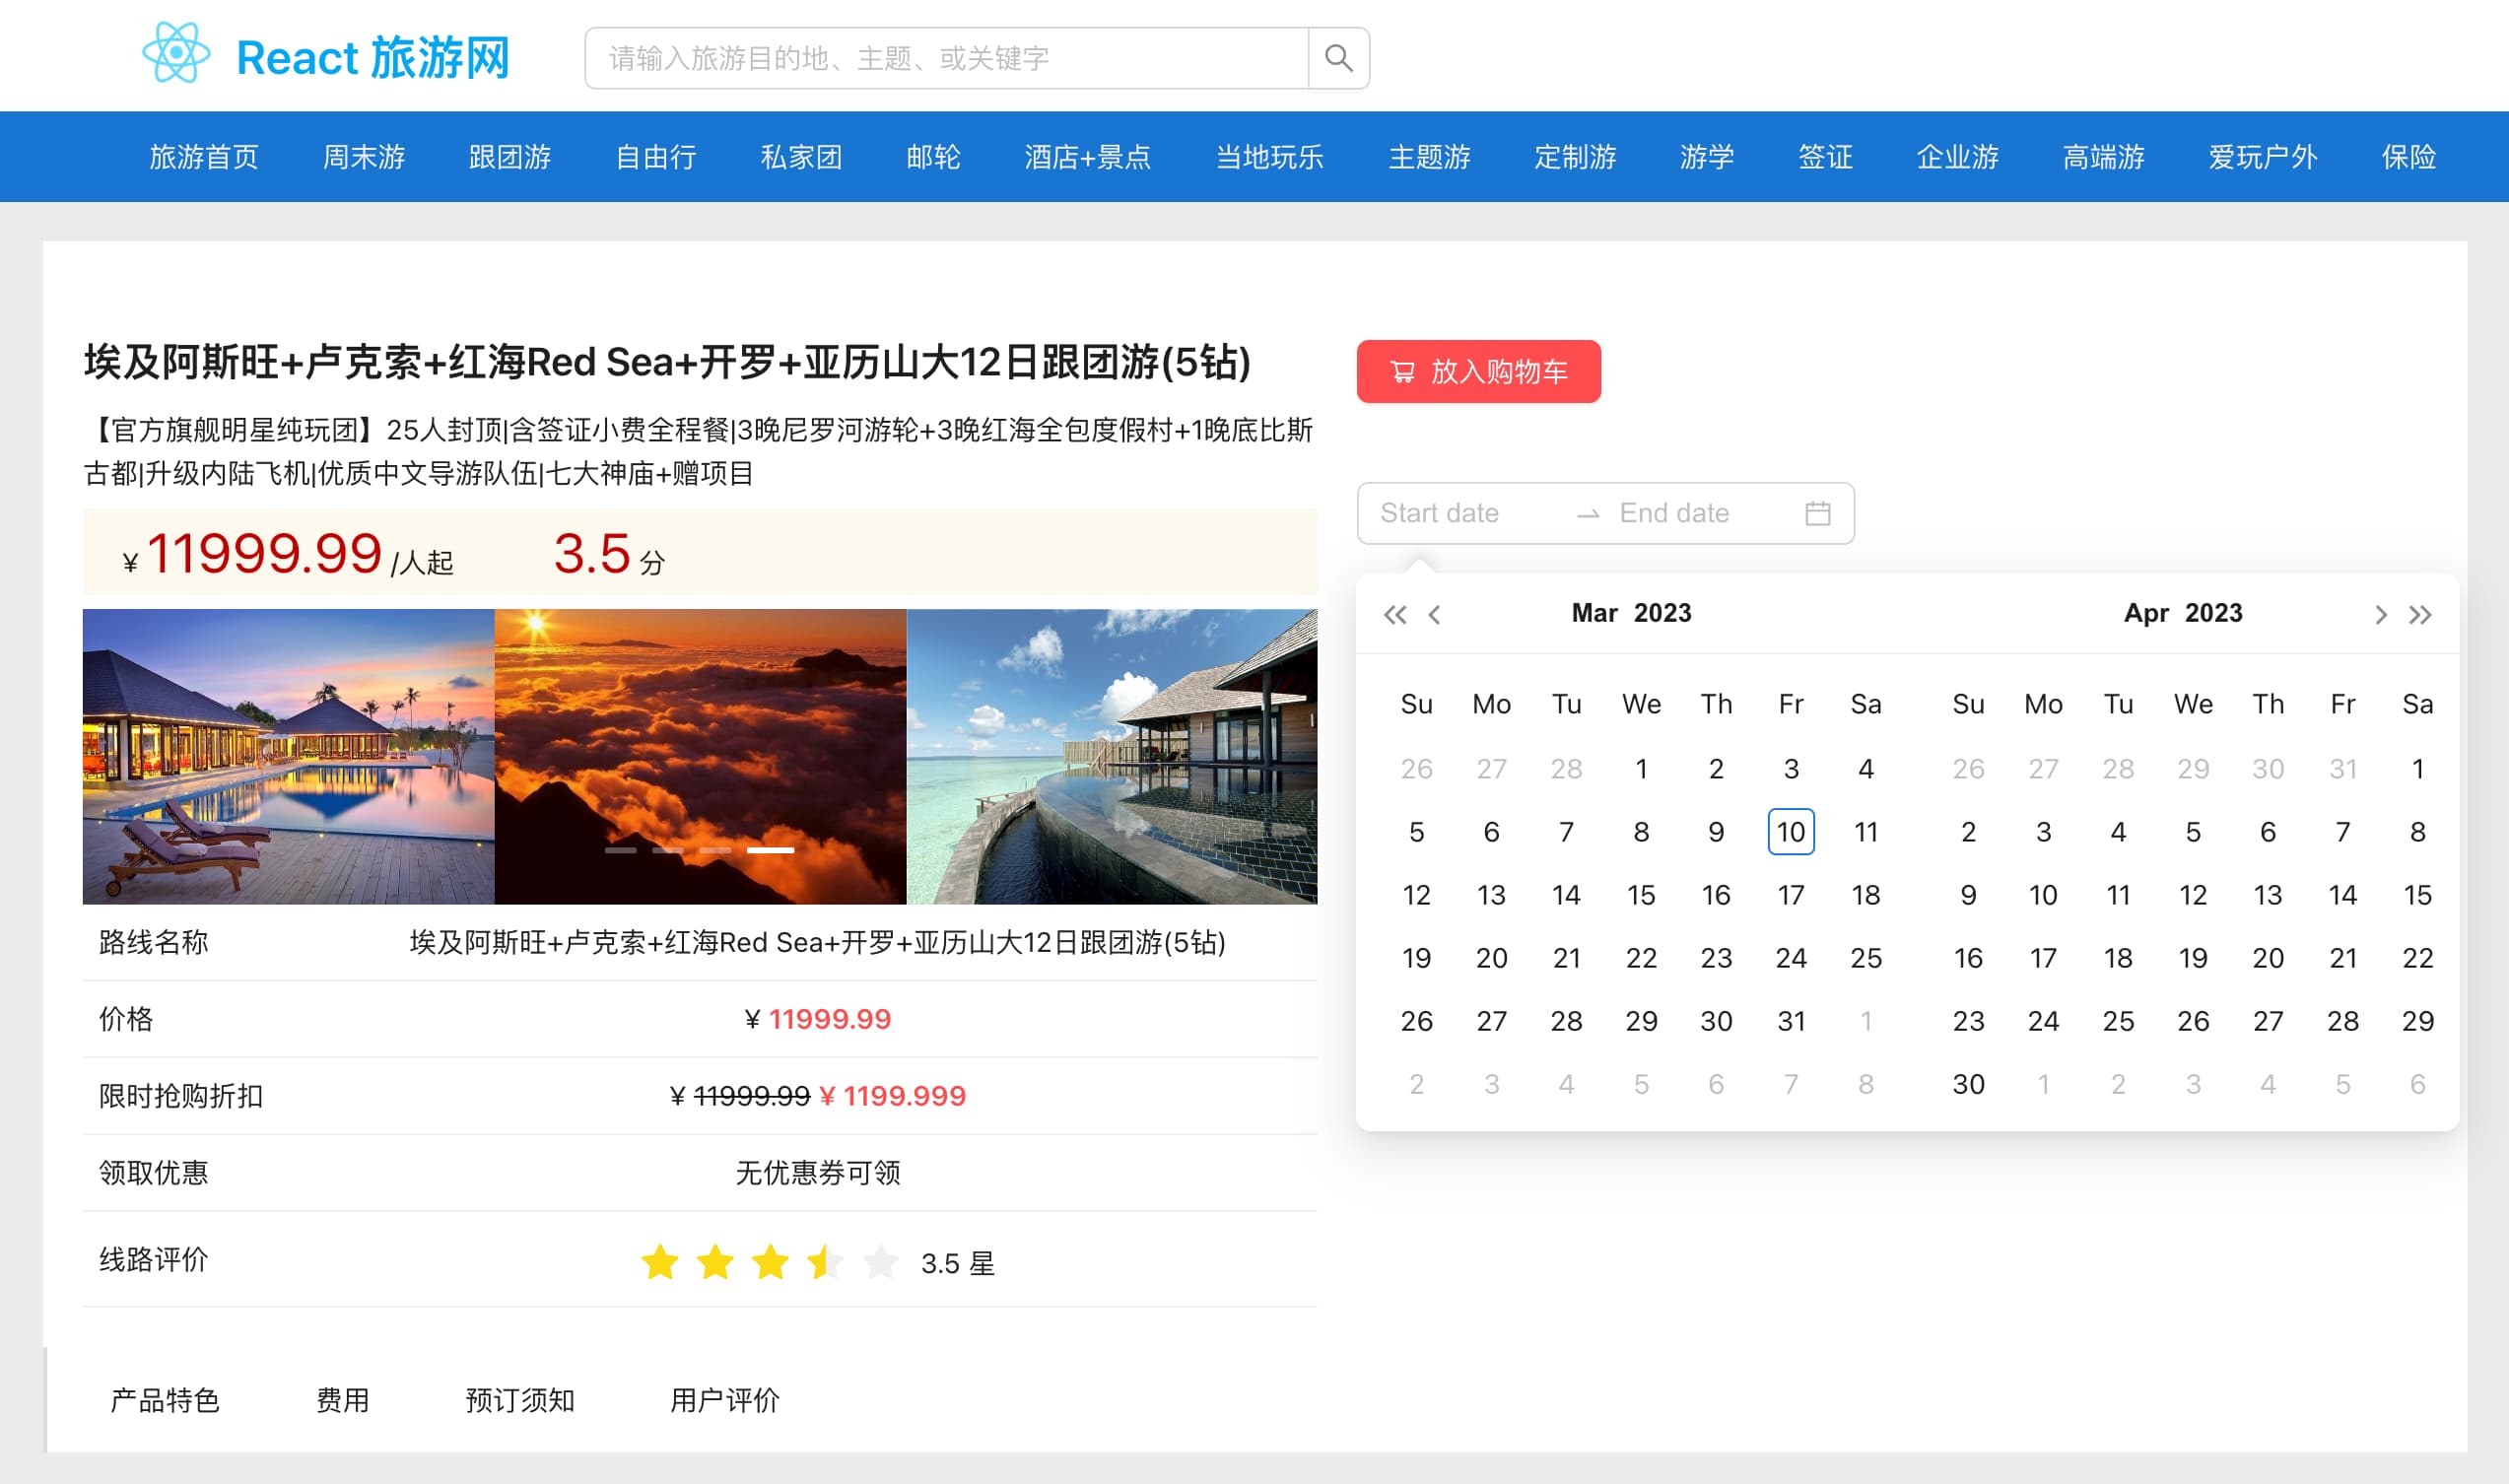 React 旅游网
请输入旅游目的地、主题、或关键字
旅游首页 周末游 跟团游 自由行 私家团 邮轮 酒店+景点 当地玩乐 主题游 定制游 游学 签证 企业游 高端游 爱玩户外 保险
埃及阿斯旺+卢克索+红海Red Sea+开罗+亚历山大12日跟团游(5钻)
【官方旗舰明星纯玩团】25人封顶|含签证小费全程餐|3晚尼罗河游轮+3晚红海全包度假村+1晚底比斯
古都|升级内陆飞机|优质中文导游队伍|七大神庙+赠项目
¥ 11999.99 /人起 3.5 分
路线名称 埃及阿斯旺+卢克索+红海Red Sea+开罗+亚历山大12日跟团游(5钻)
价格 ¥ 11999.99
限时抢购折扣 ¥ 11999.99 ¥ 1199.999
领取优惠 无优惠券可领
线路评价 3.5 星
放入购物车
Start date End date
Mar 2023
Su Mo Tu We Th Fr Sa
26 27 28 1 2 3 4
5 6 7 8 9 10 11
12 13 14 15 16 17 18
19 20 21 22 23 24 25
26 27 28 29 30 31 1
2 3 4 5 6 7 8
Apr 2023
Su Mo Tu We Th Fr Sa
26 27 28 29 30 31 1
2 3 4 5 6 7 8
9 10 11 12 13 14 15
16 17 18 19 20 21 22
23 24 25 26 27 28 29
30 1 2 3 4 5 6
产品特色 费用 预订须知 用户评价